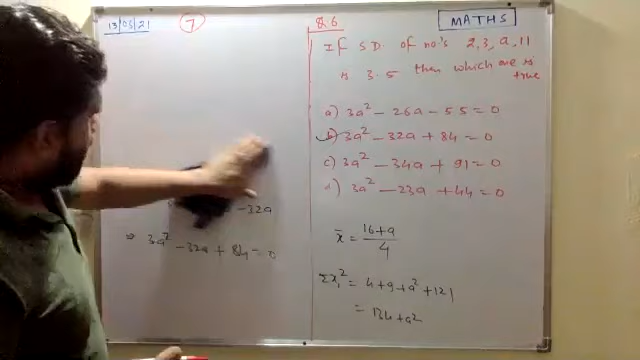 13/05/21
7
Q.6
MATHS
If S.D. of no's 2, 3, a, 11
is 3.5 then which one is
true
a) 3a² - 26a - 55 = 0
b) 3a² - 32a + 84 = 0
c) 3a² - 34a + 91 = 0
d) 3a² - 23a + 44 = 0
- 32a
⇒ 3a² - 32a + 84 = 0
x̄ = 16+a / 4
Σxᵢ² = 4 + 9 + a² + 121
= 134 + a²